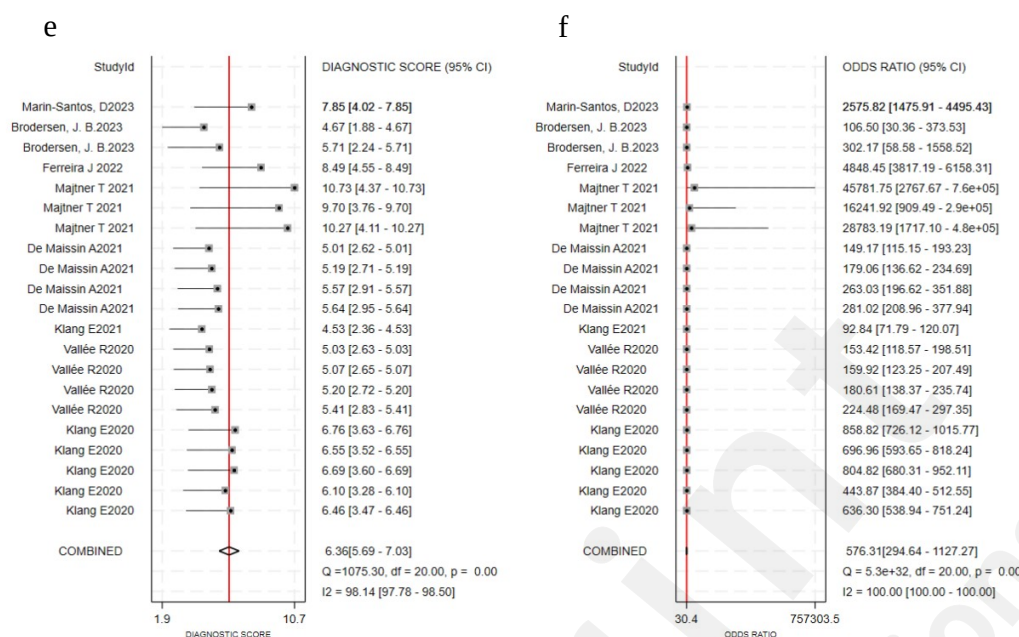 e
StudyId DIAGNOSTIC SCORE (95% CI)
Marin-Santos, D2023 7.85 [4.02 - 7.85]
Brodersen, J. B.2023 4.67 [1.88 - 4.67]
Brodersen, J. B.2023 5.71 [2.24 - 5.71]
Ferreira J 2022 8.49 [4.55 - 8.49]
Majtner T 2021 10.73 [4.37 - 10.73]
Majtner T 2021 9.70 [3.76 - 9.70]
Majtner T 2021 10.27 [4.11 - 10.27]
De Maissin A2021 5.01 [2.62 - 5.01]
De Maissin A2021 5.19 [2.71 - 5.19]
De Maissin A2021 5.57 [2.91 - 5.57]
De Maissin A2021 5.64 [2.95 - 5.64]
Klang E2021 4.53 [2.36 - 4.53]
Vallée R2020 5.03 [2.63 - 5.03]
Vallée R2020 5.07 [2.65 - 5.07]
Vallée R2020 5.20 [2.72 - 5.20]
Vallée R2020 5.41 [2.83 - 5.41]
Klang E2020 6.76 [3.63 - 6.76]
Klang E2020 6.55 [3.52 - 6.55]
Klang E2020 6.69 [3.60 - 6.69]
Klang E2020 6.10 [3.28 - 6.10]
Klang E2020 6.46 [3.47 - 6.46]
COMBINED 6.36[5.69 - 7.03]
Q =1075.30, df = 20.00, p = 0.00
I2 = 98.14 [97.78 - 98.50]
1.9 10.7
DIAGNOSTIC SCORE
f
StudyId ODDS RATIO (95% CI)
Marin-Santos, D2023 2575.82 [1475.91 - 4495.43]
Brodersen, J. B.2023 106.50 [30.36 - 373.53]
Brodersen, J. B.2023 302.17 [58.58 - 1558.52]
Ferreira J 2022 4848.45 [3817.19 - 6158.31]
Majtner T 2021 45781.75 [2767.67 - 7.6e+05]
Majtner T 2021 16241.92 [909.49 - 2.9e+05]
Majtner T 2021 28783.19 [1717.10 - 4.8e+05]
De Maissin A2021 149.17 [115.15 - 193.23]
De Maissin A2021 179.06 [136.62 - 234.69]
De Maissin A2021 263.03 [196.62 - 351.88]
De Maissin A2021 281.02 [208.96 - 377.94]
Klang E2021 92.84 [71.79 - 120.07]
Vallée R2020 153.42 [118.57 - 198.51]
Vallée R2020 159.92 [123.25 - 207.49]
Vallée R2020 180.61 [138.37 - 235.74]
Vallée R2020 224.48 [169.47 - 297.35]
Klang E2020 858.82 [726.12 - 1015.77]
Klang E2020 696.96 [593.65 - 818.24]
Klang E2020 804.82 [680.31 - 952.11]
Klang E2020 443.87 [384.40 - 512.55]
Klang E2020 636.30 [538.94 - 751.24]
COMBINED 576.31[294.64 - 1127.27]
Q = 5.3e+32, df = 20.00, p = 0.00
I2 = 100.00 [100.00 - 100.00]
30.4 757303.5
ODDS RATIO